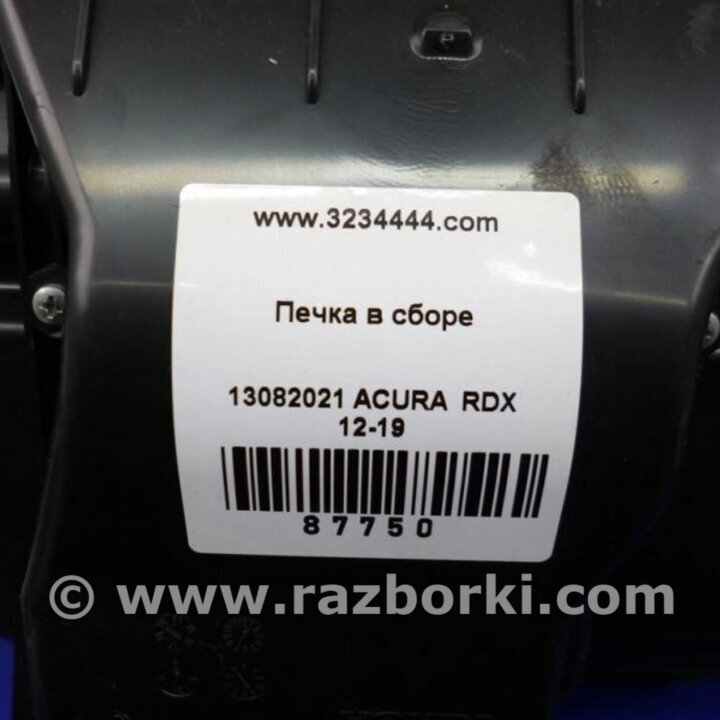 www.3234444.com
Печка в сборе
13082021 ACURA RDX
12-19
87750
© www.razborki.com